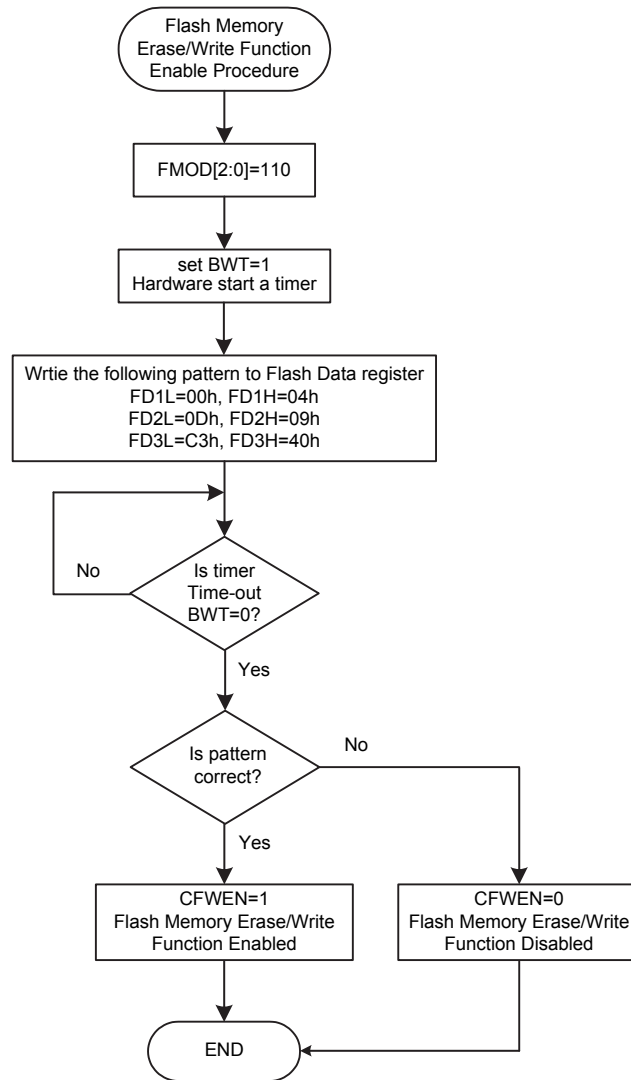 Flash Memory
Erase/Write Function
Enable Procedure
FMOD[2:0]=110
set BWT=1
Hardware start a timer
Wrtie the following pattern to Flash Data register
FD1L=00h, FD1H=04h
FD2L=0Dh, FD2H=09h
FD3L=C3h, FD3H=40h
No
Is timer
Time-out
BWT=0?
Yes
Is pattern
correct?
No
Yes
CFWEN=1
Flash Memory Erase/Write
Function Enabled
CFWEN=0
Flash Memory Erase/Write
Function Disabled
END